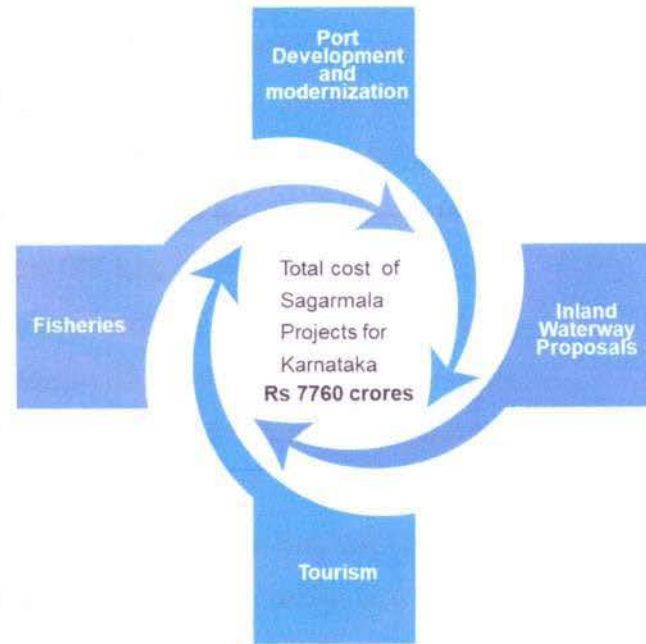 Port
Development
and
modernization
Fisheries
Total cost of
Sagarmala
Projects for
Karnataka
Rs 7760 crores
Inland
Waterway
Proposals
Tourism